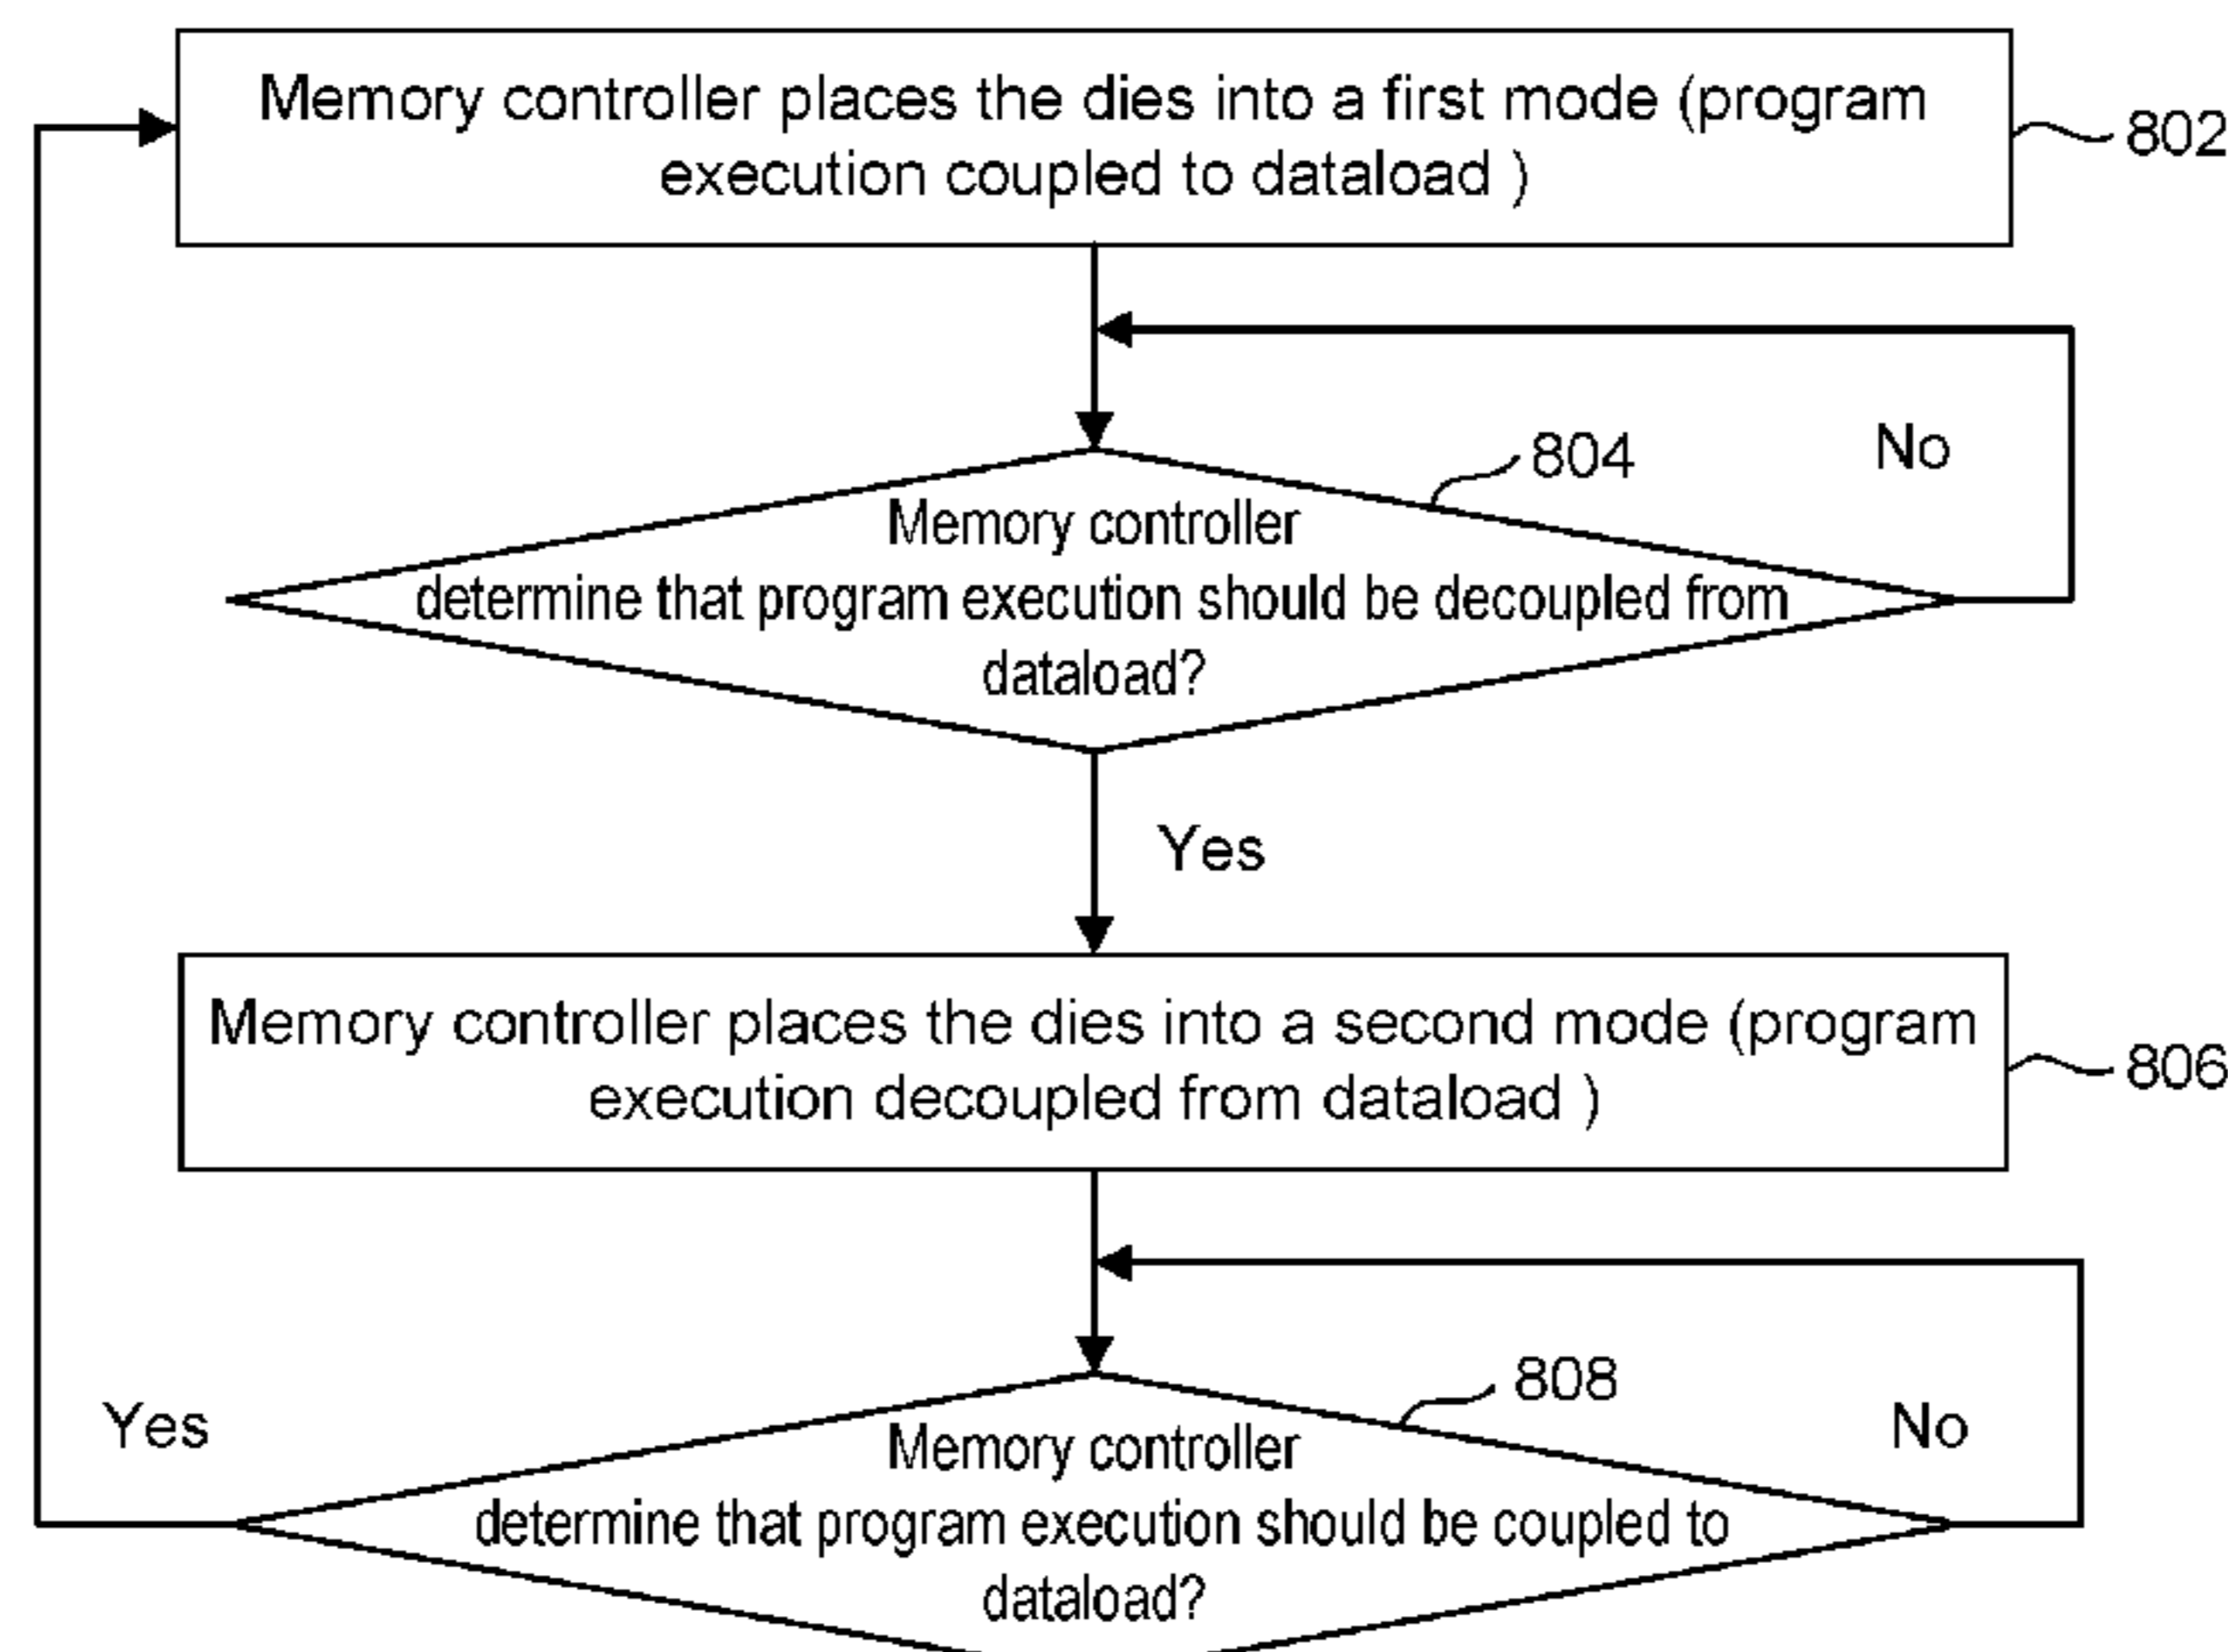 Memory controller places the dies into a first mode (program
execution coupled to dataload )
802
804
No
Memory controller
determine that program execution should be decoupled from
dataload?
Yes
Memory controller places the dies into a second mode (program
execution decoupled from dataload )
806
808
Yes
No
Memory controller
determine that program execution should be coupled to
dataload?